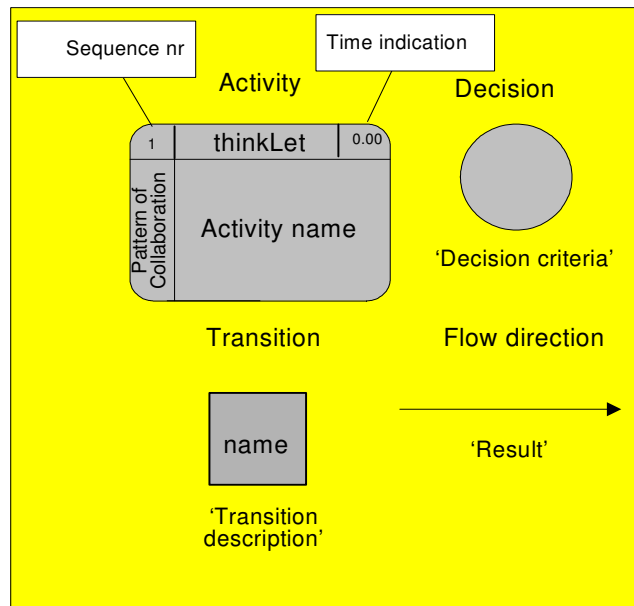 Sequence nr
Time indication
Activity
Decision
1
thinkLet
0.00
Pattern of
Collaboration
Activity name
‘Decision criteria’
Transition
Flow direction
name
‘Result’
‘Transition
description’